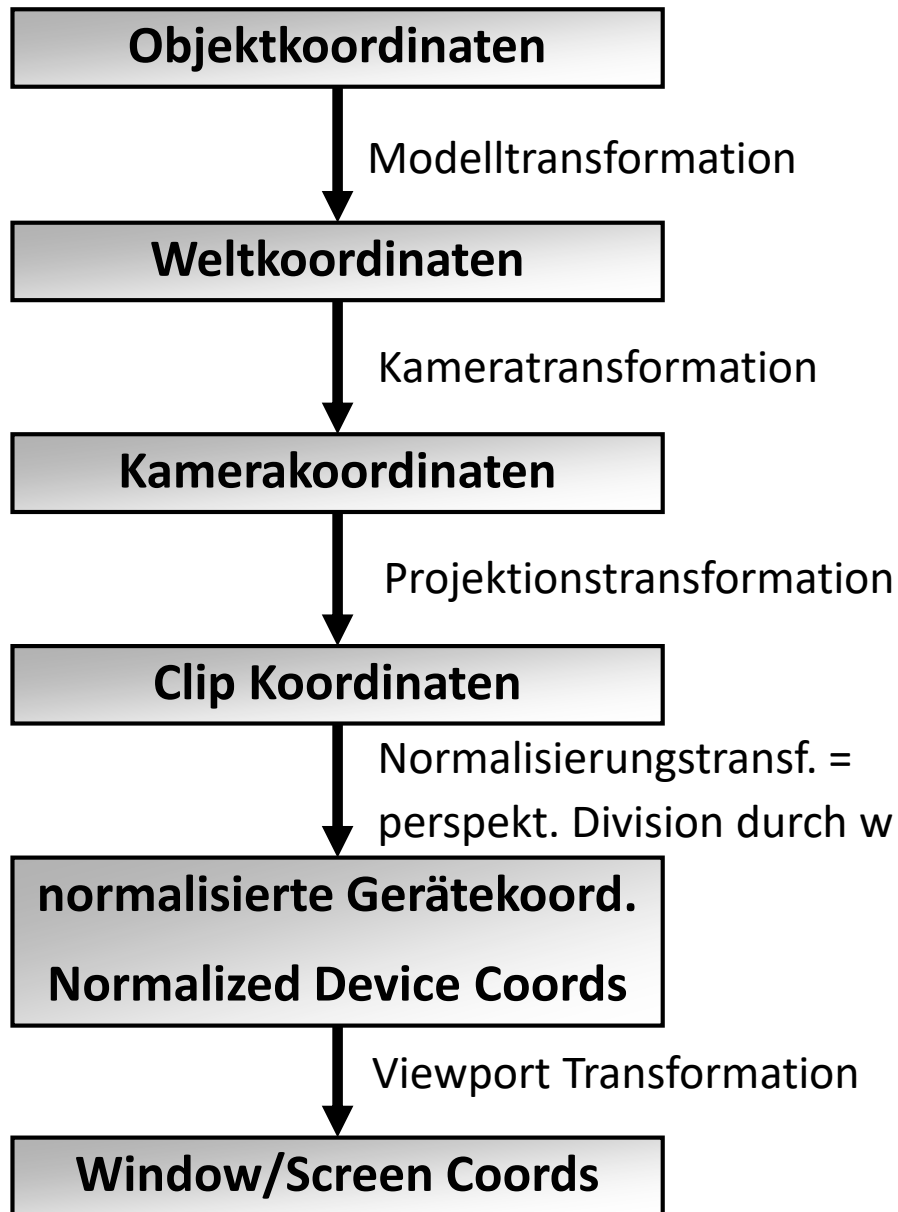 Objektkoordinaten
Modelltransformation
Weltkoordinaten
Kameratransformation
Kamerakoordinaten
Projektionstransformation
Clip Koordinaten
Normalisierungstransf. =
perspekt. Division durch w
normalisierte Gerätekoord.
Normalized Device Coords
Viewport Transformation
Window/Screen Coords